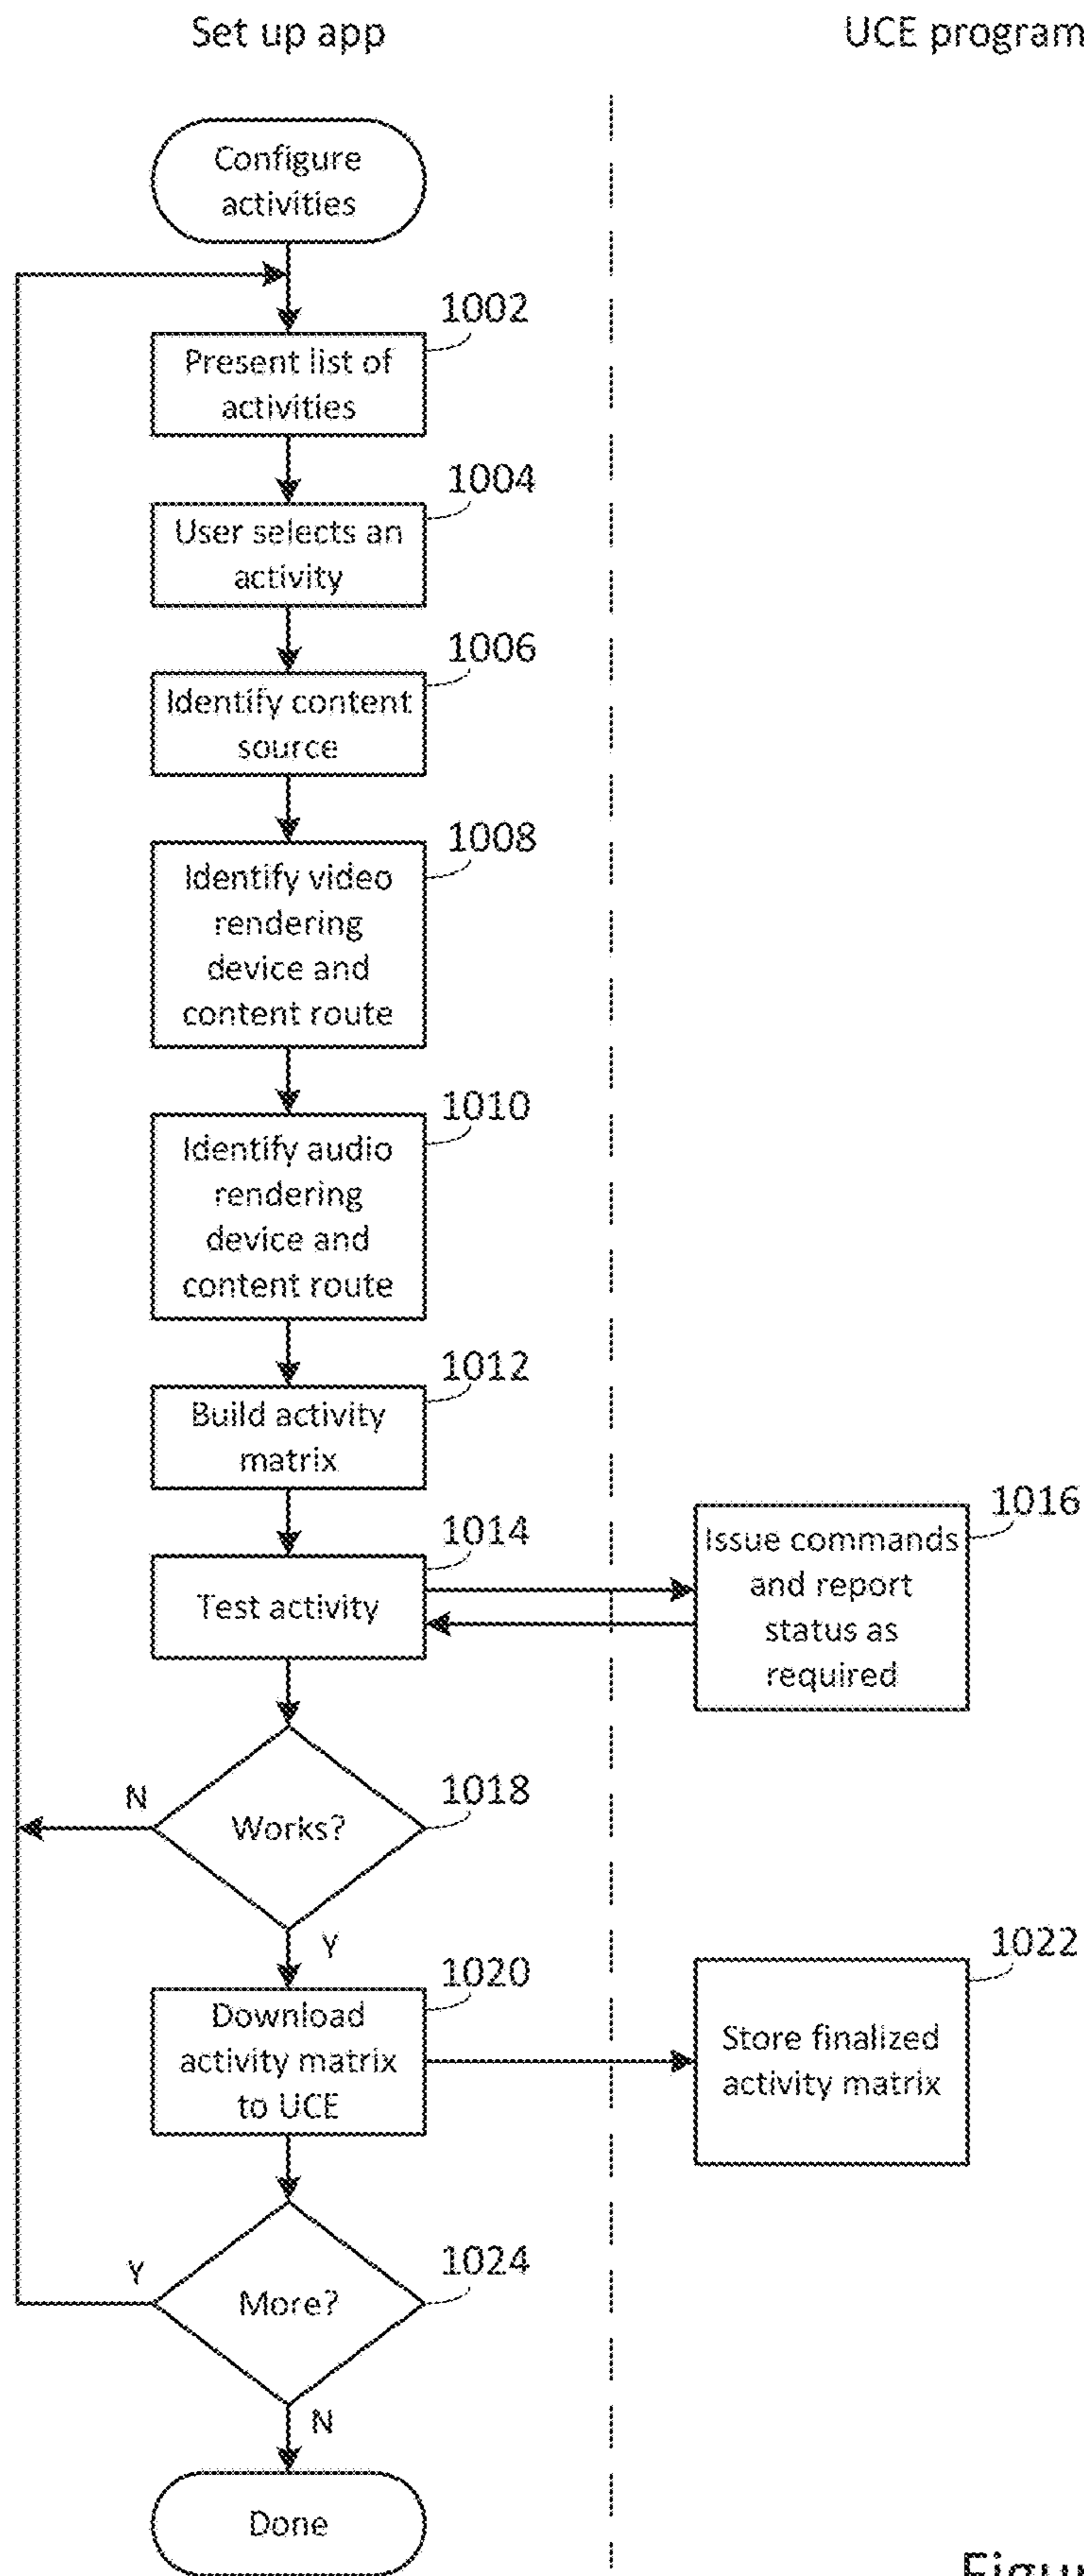 Set up app
UCE program
Configure
activities
1002
Present list of
activities
1004
User selects an
activity
1006
Identify content
source
1008
Identify video
rendering
device and
content route
1010
Identify audio
rendering
device and
content route
1012
Build activity
matrix
1014
Test activity
1016
Issue commands
and report
status as
required
1018
Works?
N
Y
1020
Download
activity matrix
to UCE
1022
Store finalized
activity matrix
1024
More?
Y
N
Done